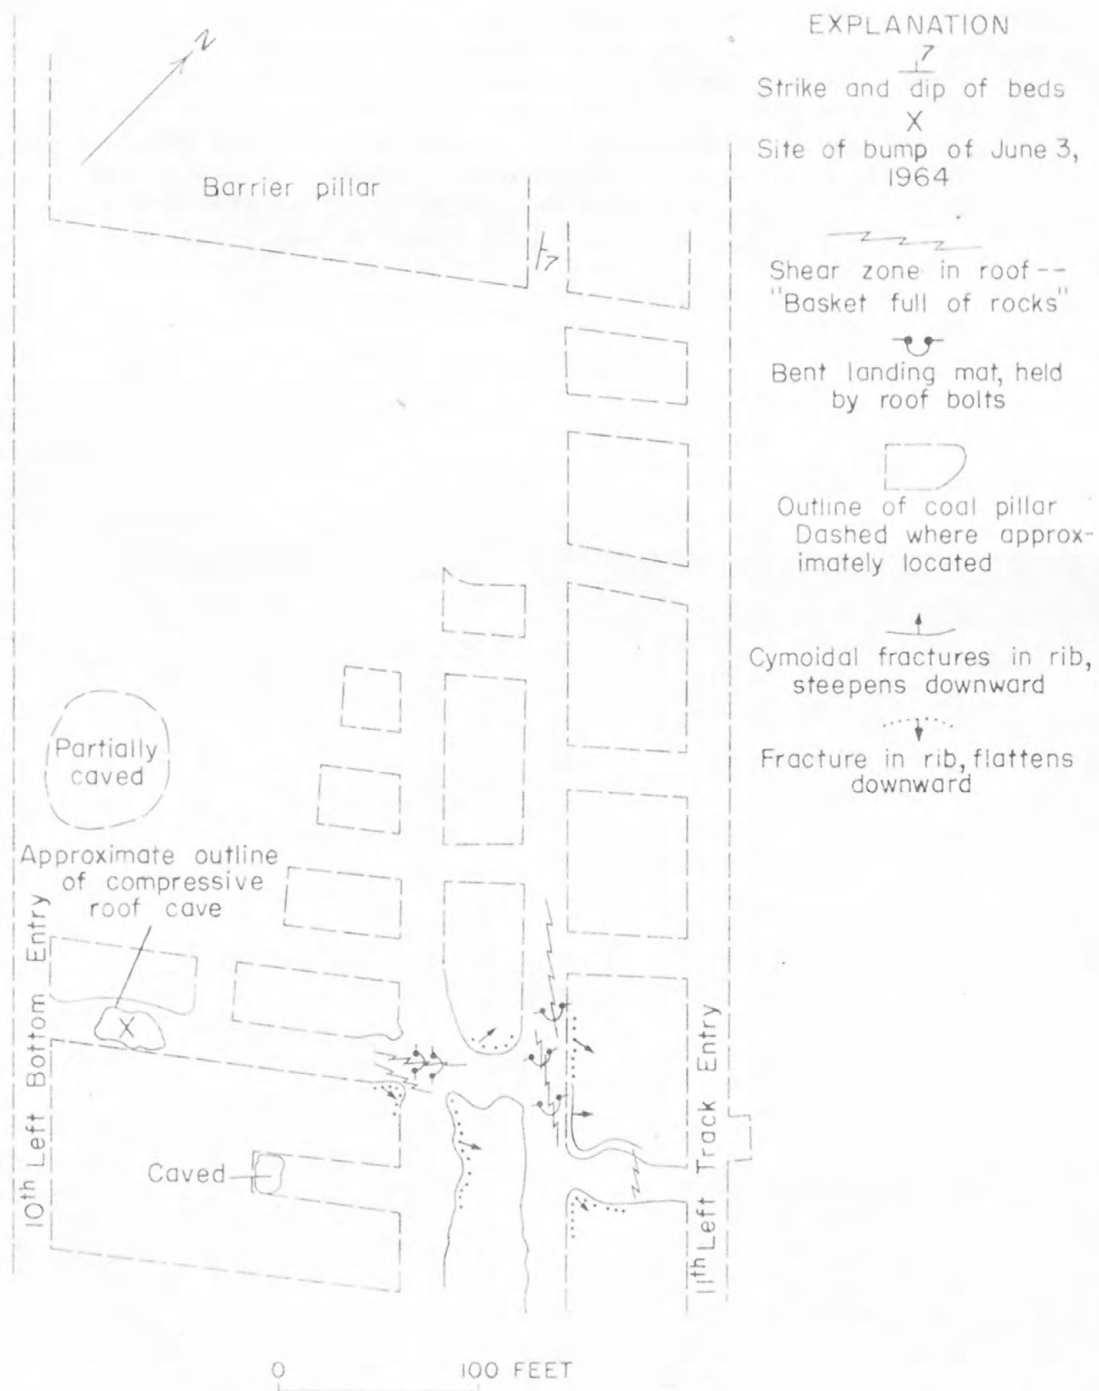 EXPLANATION
7
Strike and dip of beds
X
Site of bump of June 3,
1964
Shear zone in roof--
"Basket full of rocks"
Bent landing mat, held
by roof bolts
Outline of coal pillar
Dashed where approx-
imately located
Cymoidal fractures in rib,
steepens downward
Fracture in rib, flattens
downward
N
Barrier pillar
7
Partially
caved
Approximate outline
of compressive
roof cave
X
10th Left Bottom Entry
Caved
11th Left Track Entry
0 100 FEET